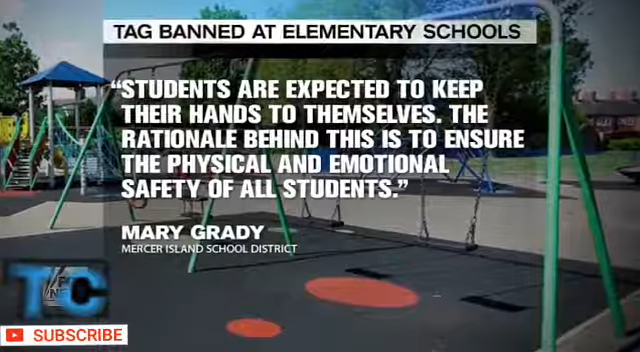 TAG BANNED AT ELEMENTARY SCHOOLS
“STUDENTS ARE EXPECTED TO KEEP
THEIR HANDS TO THEMSELVES. THE
RATIONALE BEHIND THIS IS TO ENSURE
THE PHYSICAL AND EMOTIONAL
SAFETY OF ALL STUDENTS.”
MARY GRADY
MERCER ISLAND SCHOOL DISTRICT
SUBSCRIBE